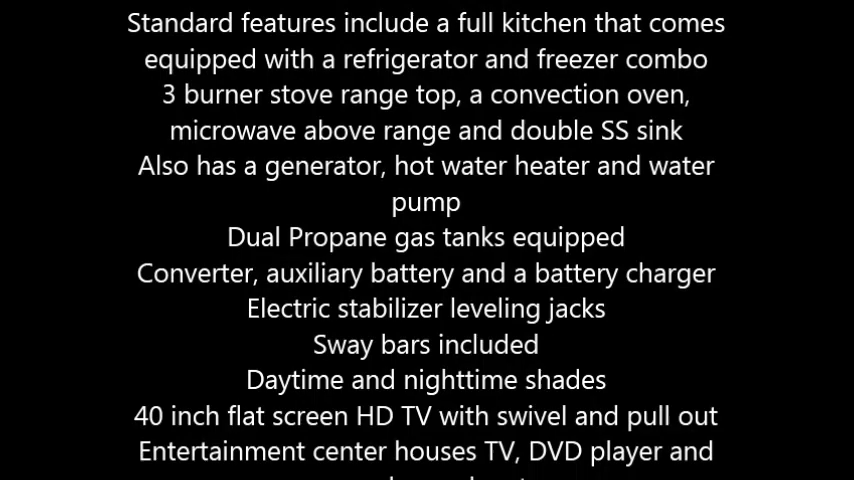 Standard features include a full kitchen that comes
equipped with a refrigerator and freezer combo
3 burner stove range top, a convection oven,
microwave above range and double SS sink
Also has a generator, hot water heater and water
pump
Dual Propane gas tanks equipped
Converter, auxiliary battery and a battery charger
Electric stabilizer leveling jacks
Sway bars included
Daytime and nighttime shades
40 inch flat screen HD TV with swivel and pull out
Entertainment center houses TV, DVD player and